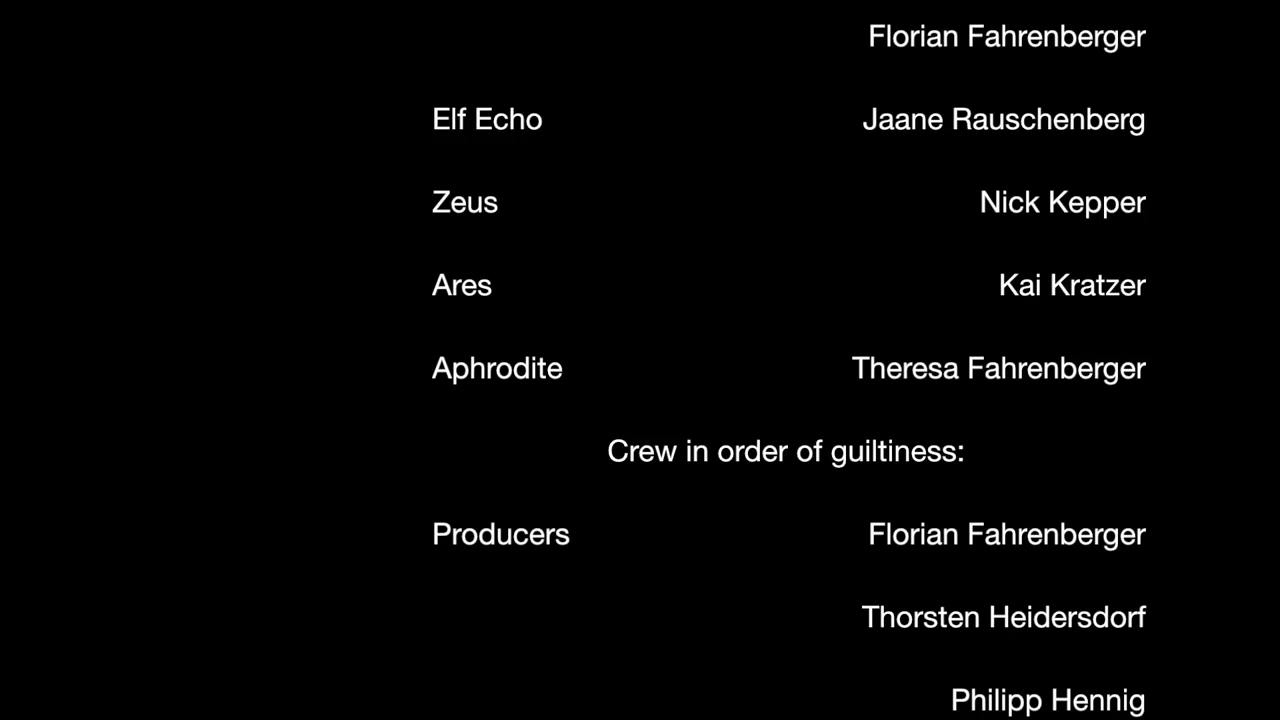 Florian Fahrenberger
Elf Echo Jaane Rauschenberg
Zeus Nick Kepper
Ares Kai Kratzer
Aphrodite Theresa Fahrenberger
Crew in order of guiltiness:
Producers Florian Fahrenberger
Thorsten Heidersdorf
Philipp Hennig